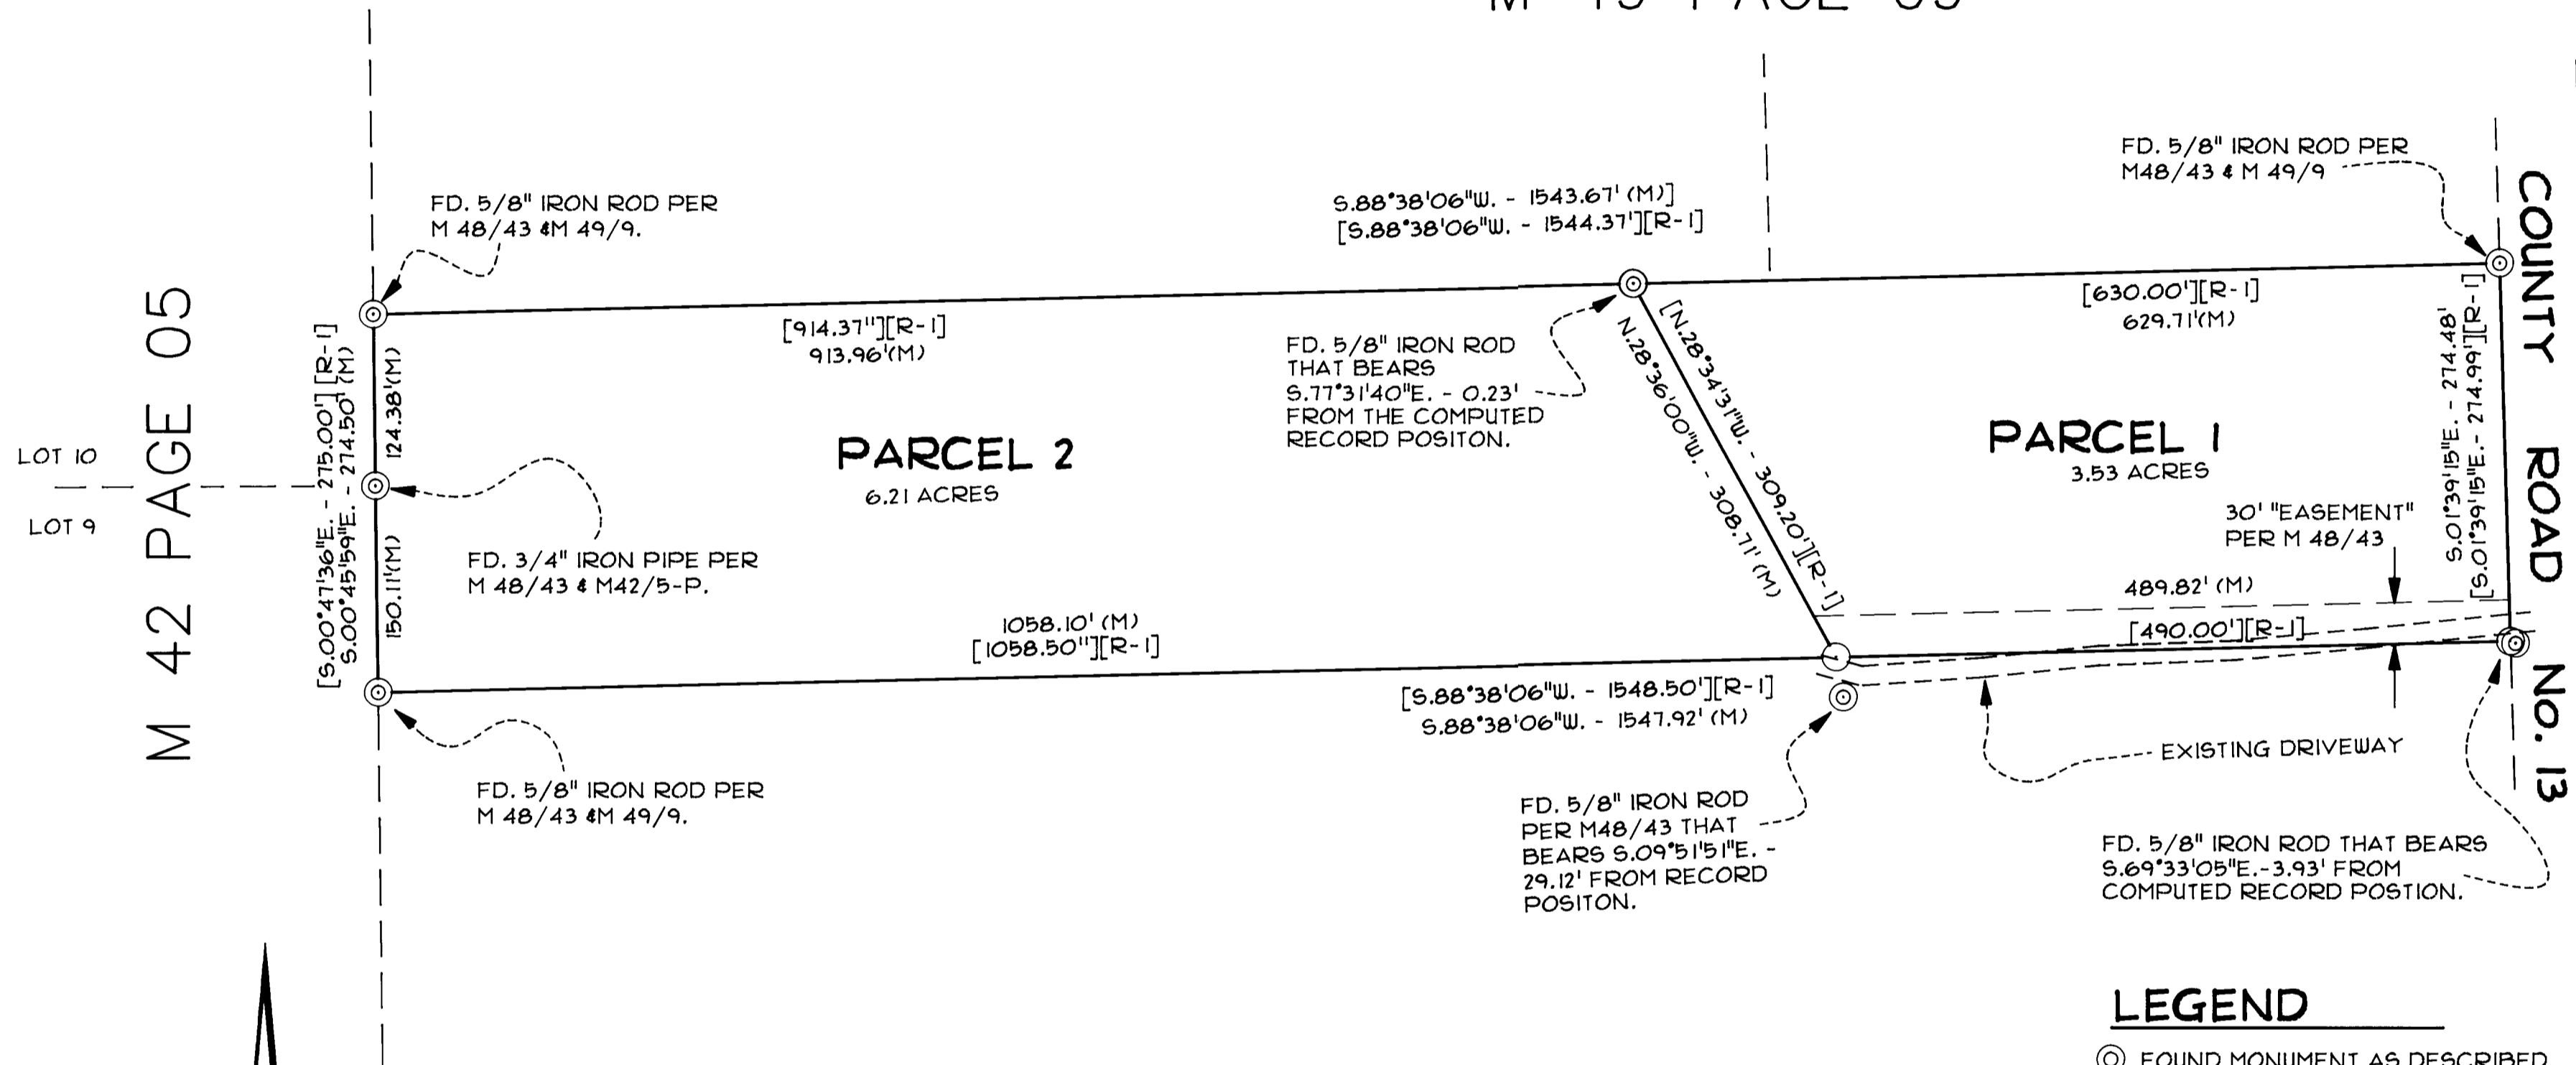 FD. 5/8" IRON ROD PER
M 48/43 &M 49/9.
S.88°38'06"W. - 1543.67' (M)]
[S.88°38'06"W. - 1544.37'][R-1]
FD. 5/8" IRON ROD PER
M48/43 & M 49/9
COUNTY ROAD No. 13
M 42 PAGE 05
LOT 10
LOT 9
[S.00°47'36"E. - 275.00'][R-1]
S.00°45'59"E. - 274.50' (M)
124.38'(M)
150.11'(M)
[914.37"][R-1]
913.96'(M)
FD. 5/8" IRON ROD
THAT BEARS
S.77°31'40"E. - 0.23'
FROM THE COMPUTED
RECORD POSITON.
[N.28°34'31"W. - 309.20'][R-1]
N.28°36'00"W. - 308.71' (M)
[630.00'][R-1]
629.71'(M)
S.01°39'15"E. - 274.48'
[S.01°39'15"E.- 274.99'][R-1]
PARCEL 2
6.21 ACRES
PARCEL 1
3.53 ACRES
30' "EASEMENT"
PER M 48/43
FD. 3/4" IRON PIPE PER
M 48/43 & M42/5-P.
489.82' (M)
[490.00'][R-1]
1058.10' (M)
[1058.50"][R-1]
[S.88°38'06"W. - 1548.50'][R-1]
S.88°38'06"W. - 1547.92' (M)
EXISTING DRIVEWAY
FD. 5/8" IRON ROD PER
M 48/43 &M 49/9.
FD. 5/8" IRON ROD
PER M48/43 THAT
BEARS S.09°51'51"E. -
29.12' FROM RECORD
POSITON.
FD. 5/8" IRON ROD THAT BEARS
S.69°33'05"E.-3.93' FROM
COMPUTED RECORD POSTION.
LEGEND
FOUND MONUMENT AS DESCRIBED